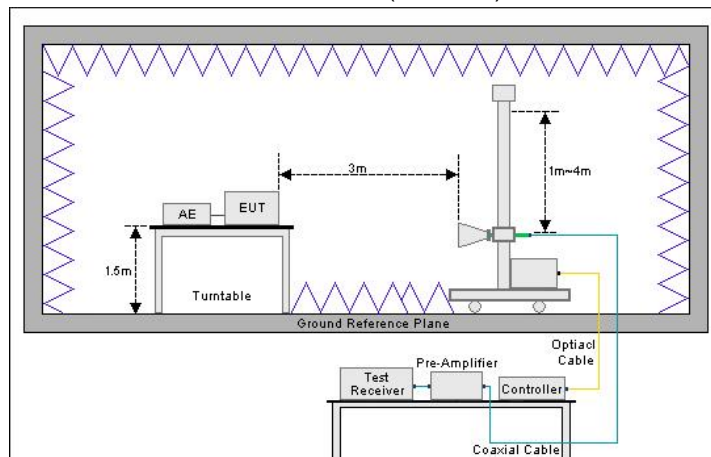 3m
1m~4m
AE
EUT
1.5m
Turntable
Ground Reference Plane
Optiacl
Cable
Pre-Amplifier
Test
Receiver
Controller
Coaxial Cable